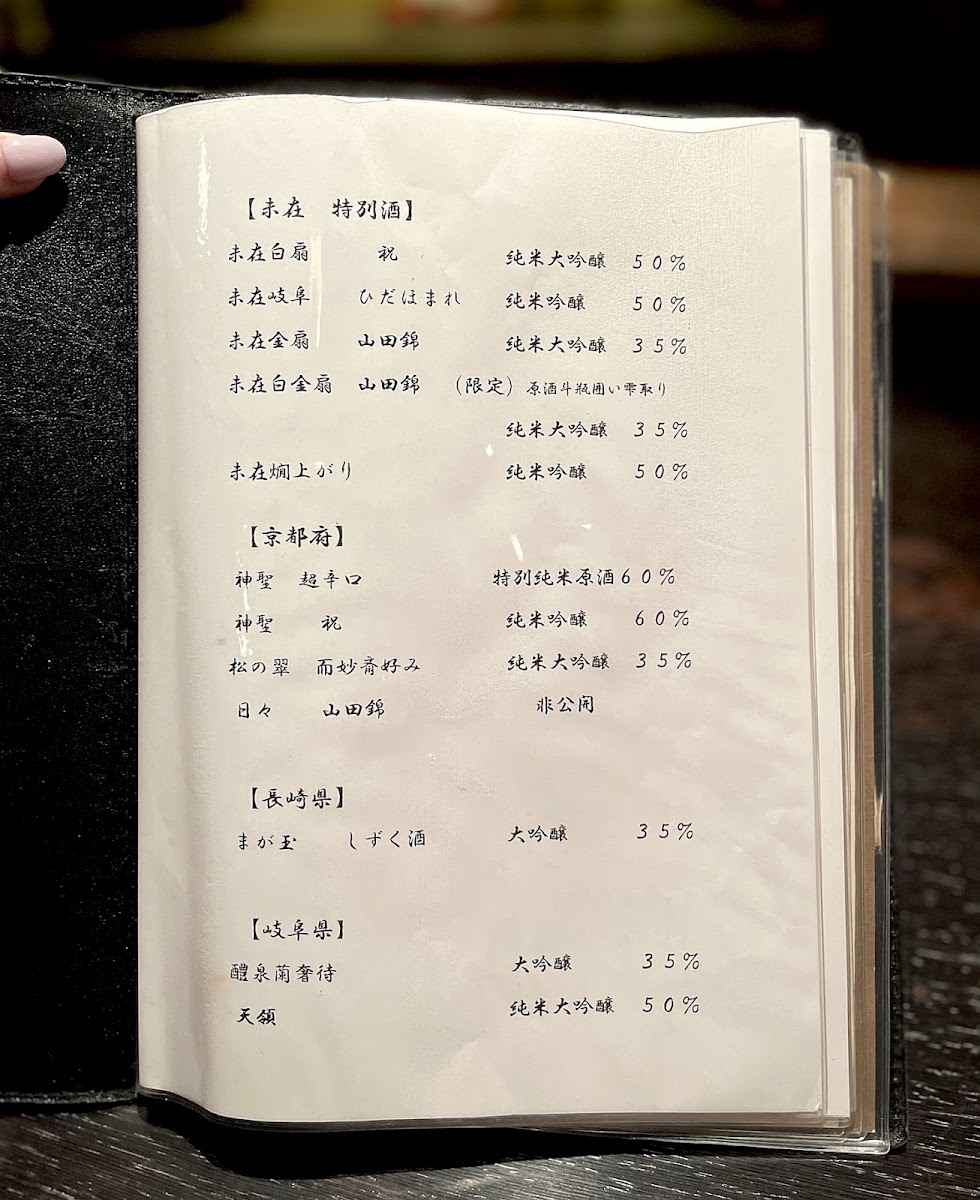 【未在　特別酒】
未在白扇　祝　純米大吟醸　50%
未在岐阜　ひだほまれ　純米吟醸　50%
未在金扇　山田錦　純米大吟醸　35%
未在白金扇　山田錦　（限定）原酒斗瓶囲い雫取り
純米大吟醸　35%
未在燗上がり　純米吟醸　50%
【京都府】
神聖　超辛口　特別純米原酒60%
神聖　祝　純米吟醸　60%
松の翠　而妙斎好み　純米大吟醸　35%
日々　山田錦　非公開
【長崎県】
まが玉　しずく酒　大吟醸　35%
【岐阜県】
醴泉蘭奢待　大吟醸　35%
天領　純米大吟醸　50%